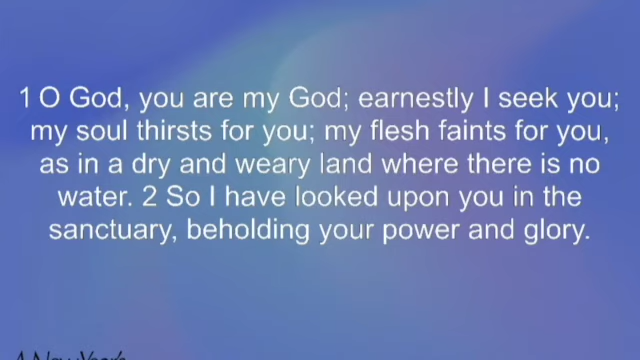 1 O God, you are my God; earnestly I seek you;
my soul thirsts for you; my flesh faints for you,
as in a dry and weary land where there is no
water. 2 So I have looked upon you in the
sanctuary, beholding your power and glory.
A New Year's